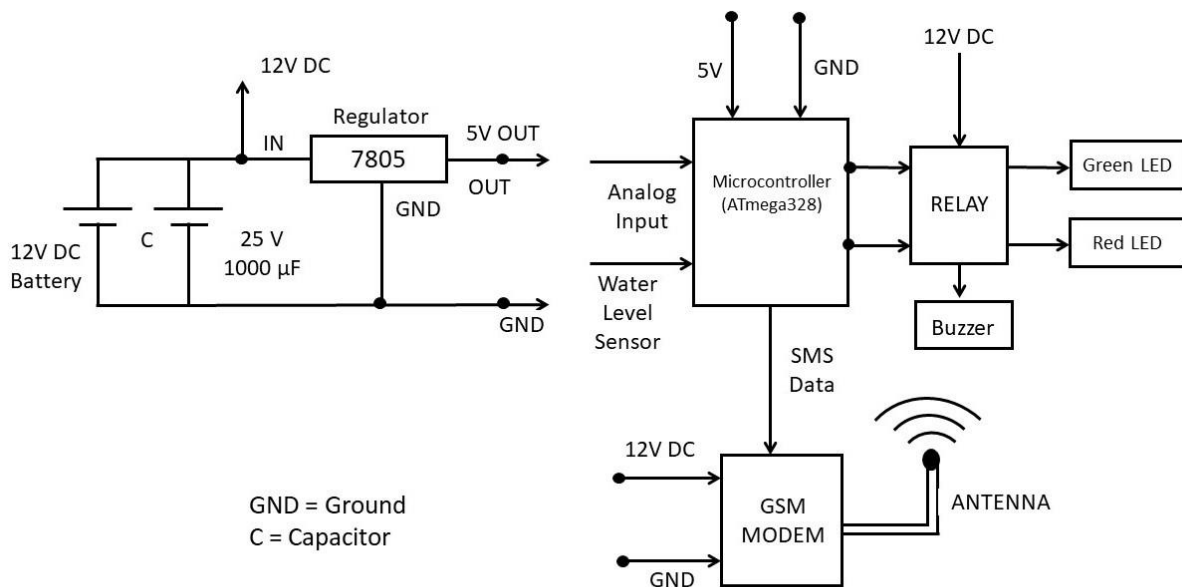 12V DC
Regulator
IN
7805
5V OUT
OUT
GND
C
12V DC
Battery
25 V
1000 µF
GND
GND = Ground
C = Capacitor
5V
GND
12V DC
Analog
Input
Microcontroller
(ATmega328)
RELAY
Green LED
Red LED
Water
Level
Sensor
Buzzer
SMS
Data
12V DC
GSM
MODEM
ANTENNA
GND